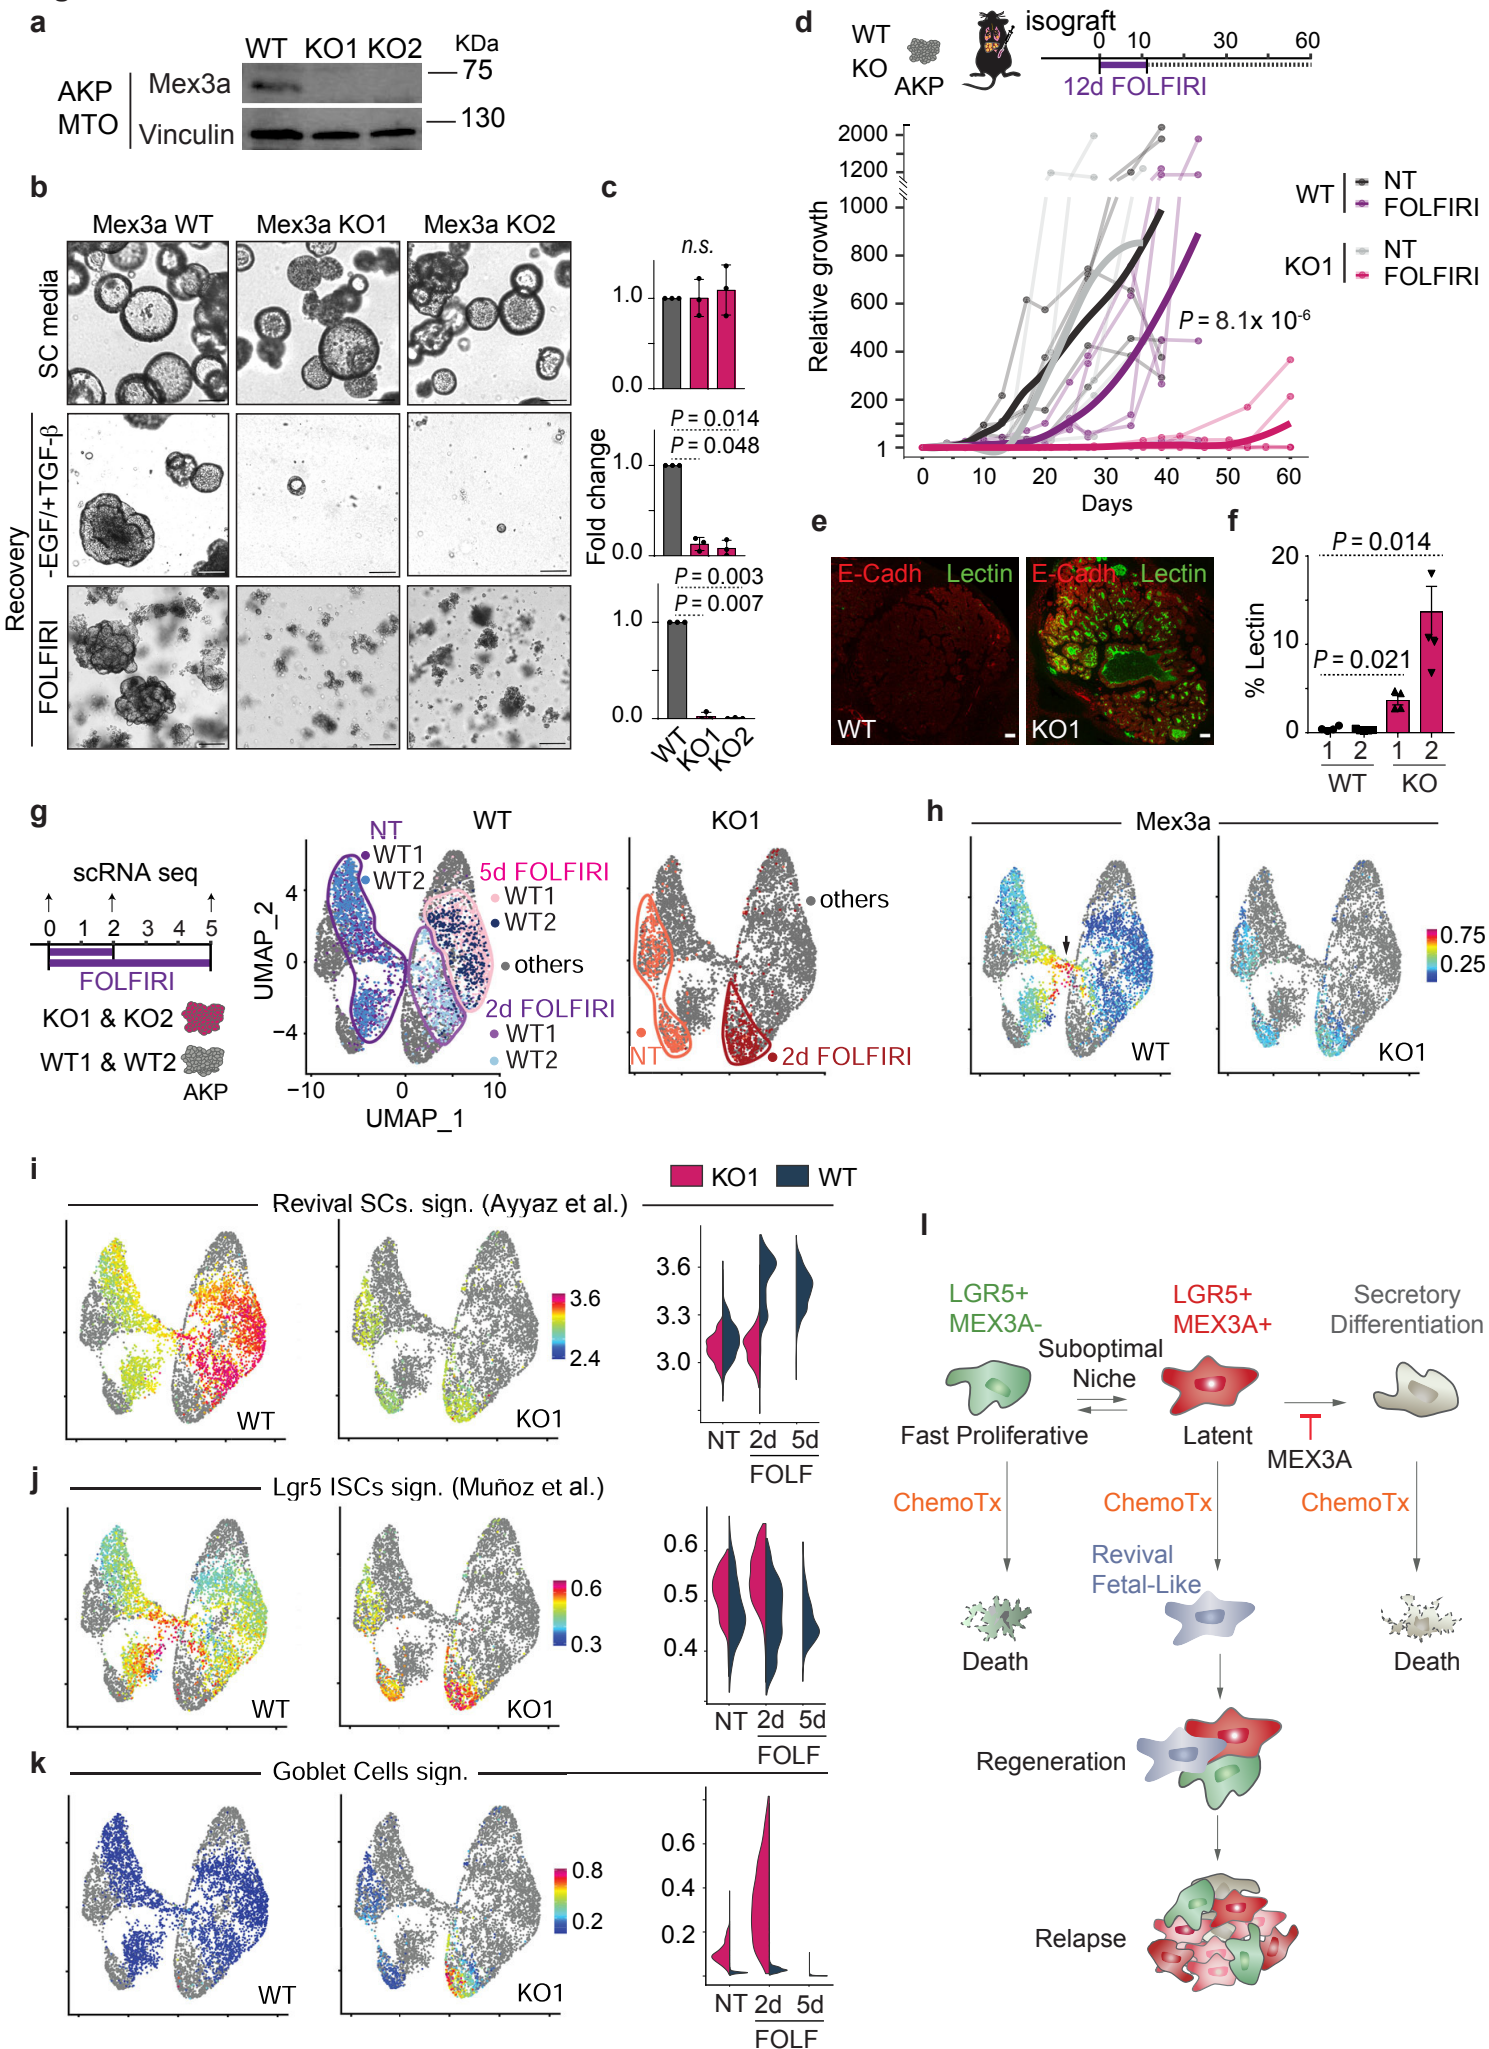 a
WT KO1 KO2 KDa
AKP
MTO
Mex3a
75
Vinculin
130
b
Mex3a WT
Mex3a KO1
Mex3a KO2
SC media
Recovery
-EGF/+TGF-β
FOLFIRI
c
n.s.
1.0
0.0
P = 0.014
P = 0.048
1.0
0.0
Fold change
P = 0.003
P = 0.007
1.0
0.0
WT
KO1
KO2
d
WT
KO
AKP
isograft
0 10 30 60
12d FOLFIRI
Relative growth
2000
1200
1000
800
600
400
200
1
0 10 20 30 40 50 60
Days
P = 8.1x 10-6
WT
NT
FOLFIRI
KO1
NT
FOLFIRI
e
E-Cadh Lectin
WT
E-Cadh Lectin
KO1
f
% Lectin
20
10
0
P = 0.014
P = 0.021
1 2 1 2
WT KO
g
scRNA seq
0 1 2 3 4 5
FOLFIRI
KO1 & KO2
WT1 & WT2
AKP
NT
WT1
WT2
WT
5d FOLFIRI
WT1
WT2
others
2d FOLFIRI
WT1
WT2
UMAP_2
4
0
−4
−10 0 10
UMAP_1
KO1
others
NT
2d FOLFIRI
h
Mex3a
WT
KO1
0.75
0.25
i
KO1 WT
Revival SCs. sign. (Ayyaz et al.)
WT
KO1
3.6
2.4
3.6
3.3
3.0
NT 2d 5d
FOLF
j
Lgr5 ISCs sign. (Muñoz et al.)
WT
KO1
0.6
0.3
0.6
0.5
0.4
NT 2d 5d
FOLF
k
Goblet Cells sign.
WT
KO1
0.8
0.2
0.6
0.4
0.2
NT 2d 5d
FOLF
l
LGR5+
MEX3A-
LGR5+
MEX3A+
Secretory
Differentiation
Suboptimal
Niche
Fast Proliferative
Latent
MEX3A
ChemoTx
ChemoTx
ChemoTx
Revival
Fetal-Like
Death
Death
Regeneration
Relapse